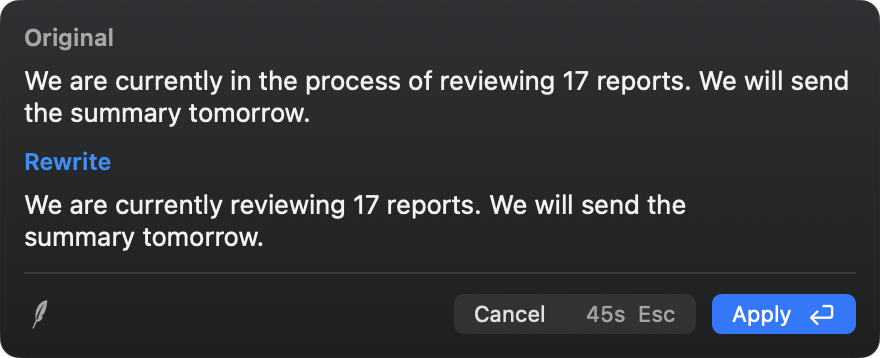 Original
We are currently in the process of reviewing 17 reports. We will send
the summary tomorrow.
Rewrite
We are currently reviewing 17 reports. We will send the
summary tomorrow.
Cancel 45s Esc Apply